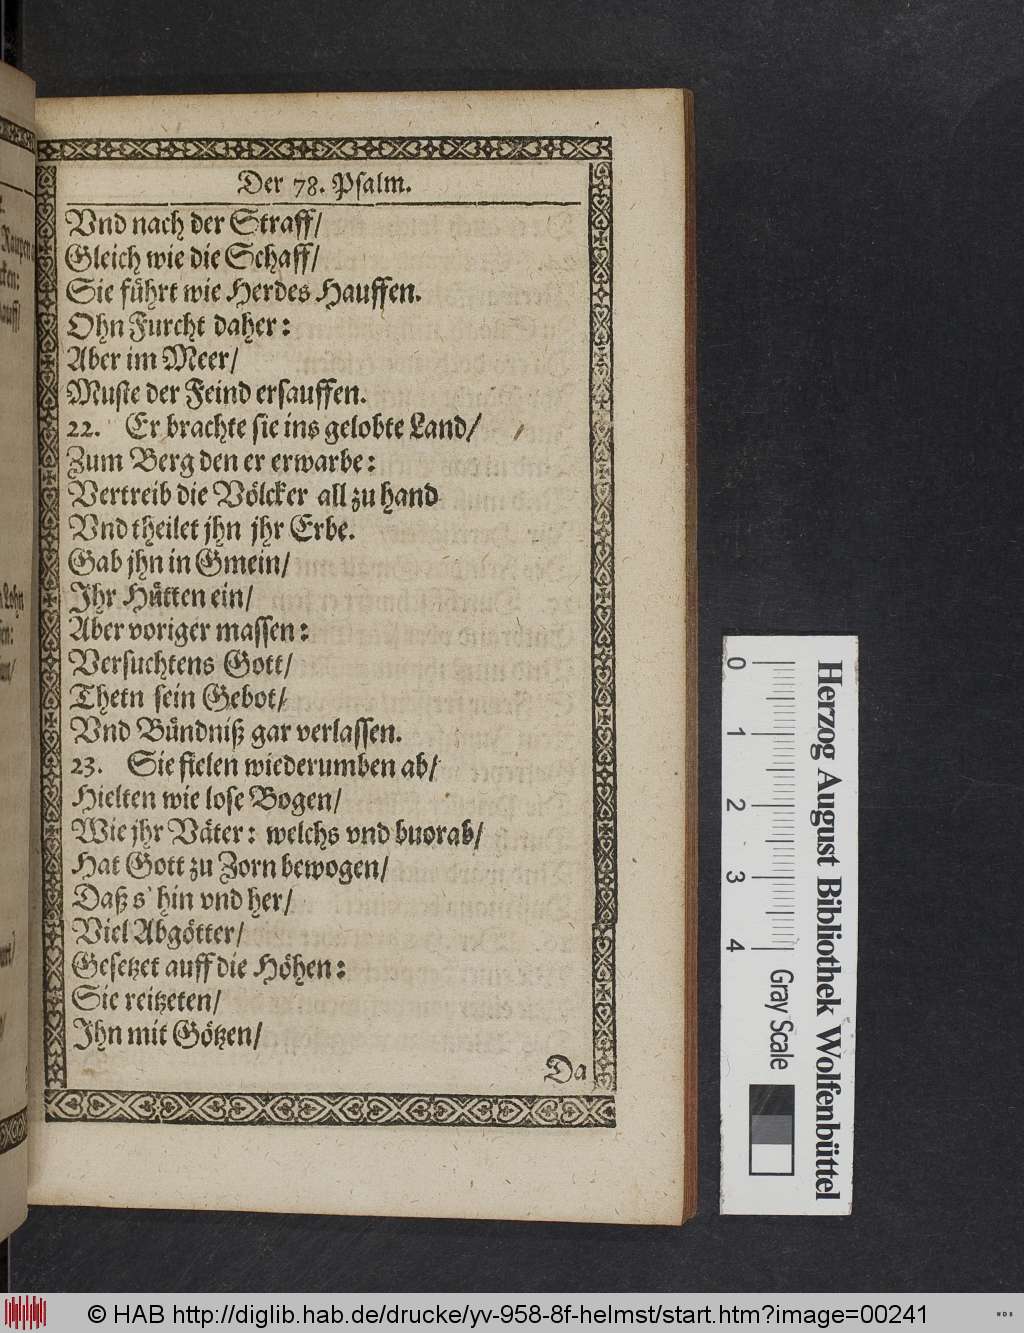 Der 78. Psalm.
Vnd nach der Straff/
Gleich wie die Schaff/
Sie führt wie Herdes Hauffen.
Ohn Furcht daher:
Aber im Meer/
Muste der Feind ersauffen.
22. Er brachte sie ins gelobte Land/
Zum Berg den er erwarbe:
Vertreib die Völcker all zu hand
Vnd theilet jhn jhr Erbe.
Gab jhn in Gmein/
Jhr Hütten ein/
Aber voriger massen:
Versuchtens Gott/
Thetn sein Gebot/
Vnd Bündniß gar verlassen.
23. Sie fielen wiederumben ab/
Hielten wie lose Bogen/
Wie jhr Väter: welchs vnd buorab/
Hat Gott zu Zorn bewogen/
Daß s' hin vnd her/
Viel Abgötter/
Gesetzet auff die Höhen:
Sie reitzeten/
Jhn mit Götzen/
Da
0 1 2 3 4
Gray Scale
Herzog August Bibliothek Wolfenbüttel
© HAB http://diglib.hab.de/drucke/yv-958-8f-helmst/start.htm?image=00241